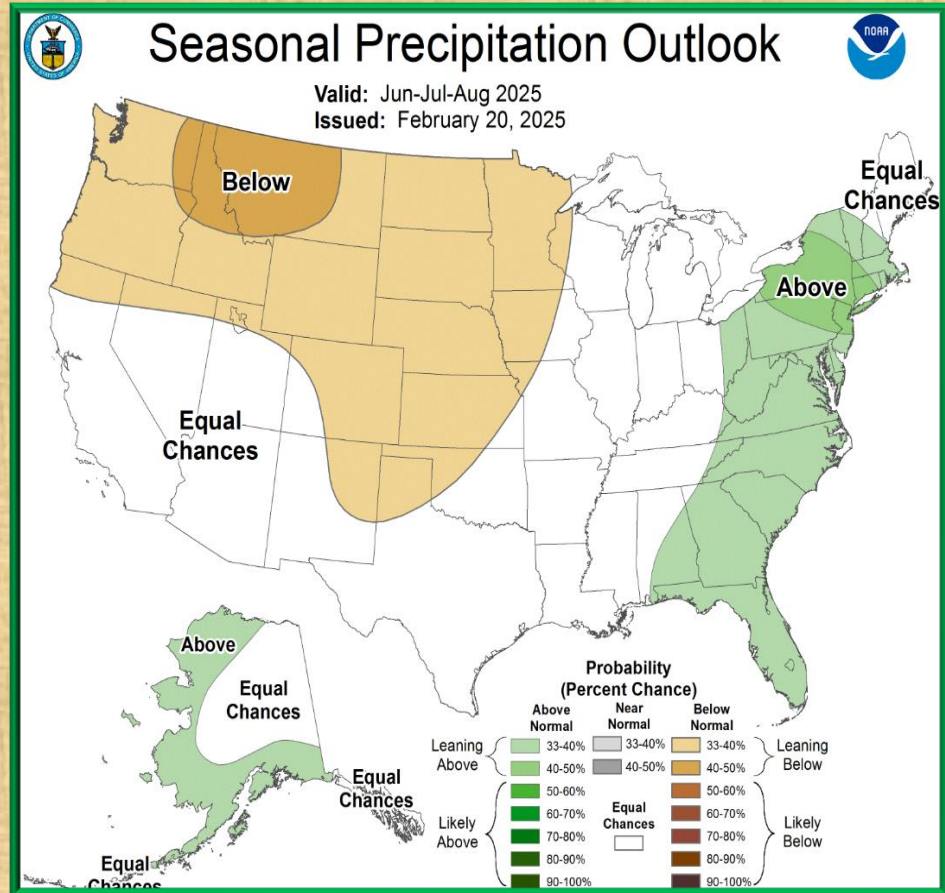 Seasonal Precipitation Outlook
NOAA
Valid: Jun-Jul-Aug 2025
Issued: February 20, 2025
Below
Equal
Chances
Above
Equal
Chances
Above
Equal
Chances
Equal
Chances
Equal
Chances
Probability
(Percent Chance)
Above
Normal
Near
Normal
Below
Normal
Leaning
Above
33-40%
33-40%
33-40%
Leaning
Below
40-50%
40-50%
40-50%
Likely
Above
50-60%
60-70%
70-80%
80-90%
90-100%
Equal
Chances
50-60%
60-70%
70-80%
80-90%
90-100%
Likely
Below